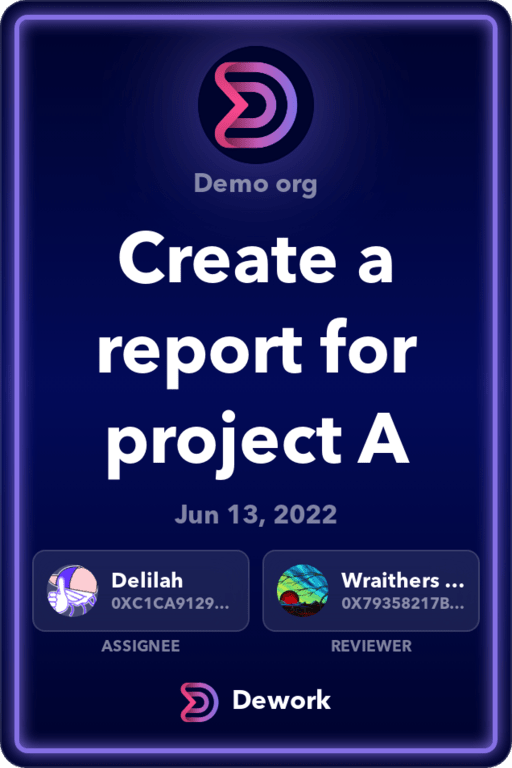 Demo org
Create a
report for
project A
Jun 13, 2022
Delilah
0XC1CA9129...
Wraithers ...
0X79358217B...
ASSIGNEE
REVIEWER
Dework